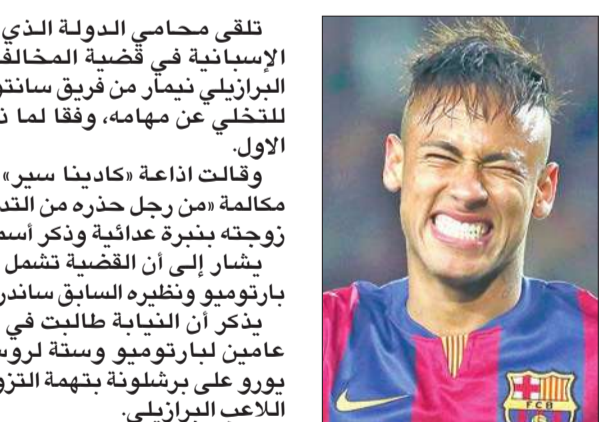 تلقى محامي الدولة الذي
الإسبانية في قضية المخالف
البرازيلي نيمار من فريق سانتو
للتخلي عن مهامه، وفقا لما ن
الاول.
وقالت اذاعة «كادينا سير»
مكالمة «من رجل حذره من التد
زوجته بنبرة عدائية وذكر أسم
يشار إلى أن القضية تشمل
بارتوميو ونظيره السابق ساندر
يذكر أن النيابة طالبت في
عامين لبارتوميو وستة لروس
يورو على برشلونة بتهمة التزو
اللاعب البرازيلي.
FCB